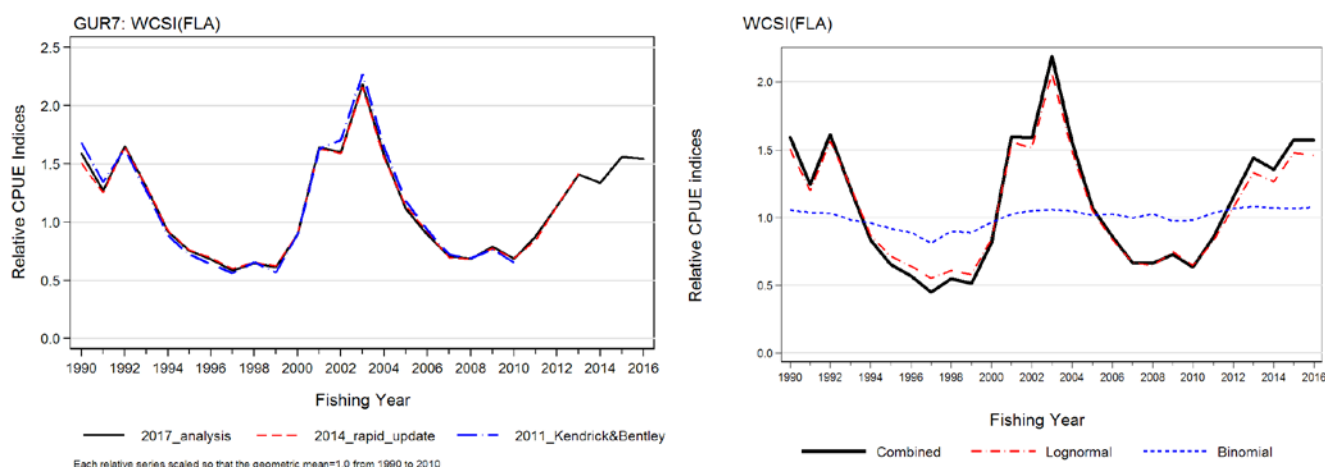 GUR7: WCSI(FLA)
Relative CPUE Indices
2.5
2.0
1.5
1.0
0.5
0.0
1990 1992 1994 1996 1998 2000 2002 2004 2006 2008 2010 2012 2014 2016
Fishing Year
2017_analysis 2014_rapid_update 2011_Kendrick&Bentley
Each relative series scaled so that the geometric mean=1.0 from 1990 to 2010
WCSI(FLA)
Relative CPUE indices
2.0
1.5
1.0
0.5
0.0
1990 1992 1994 1996 1998 2000 2002 2004 2006 2008 2010 2012 2014 2016
Fishing Year
Combined Lognormal Binomial